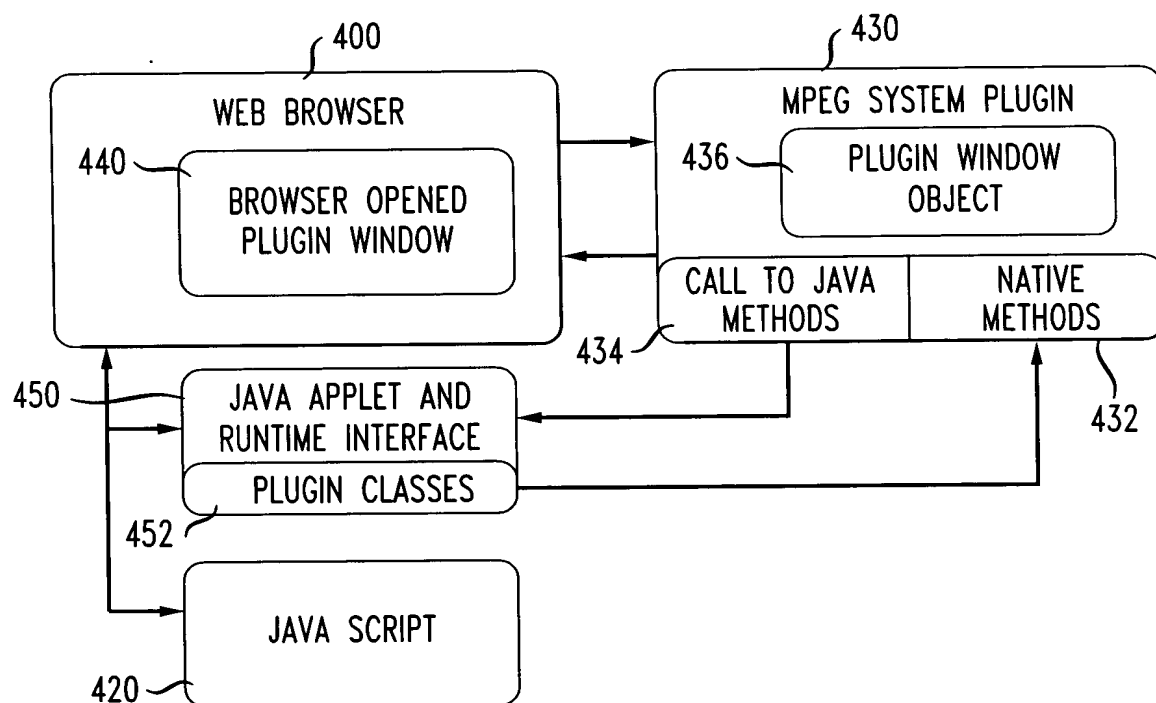 400
WEB BROWSER
440
BROWSER OPENED
PLUGIN WINDOW
430
MPEG SYSTEM PLUGIN
436
PLUGIN WINDOW
OBJECT
CALL TO JAVA
METHODS
434
NATIVE
METHODS
432
450
JAVA APPLET AND
RUNTIME INTERFACE
PLUGIN CLASSES
452
JAVA SCRIPT
420